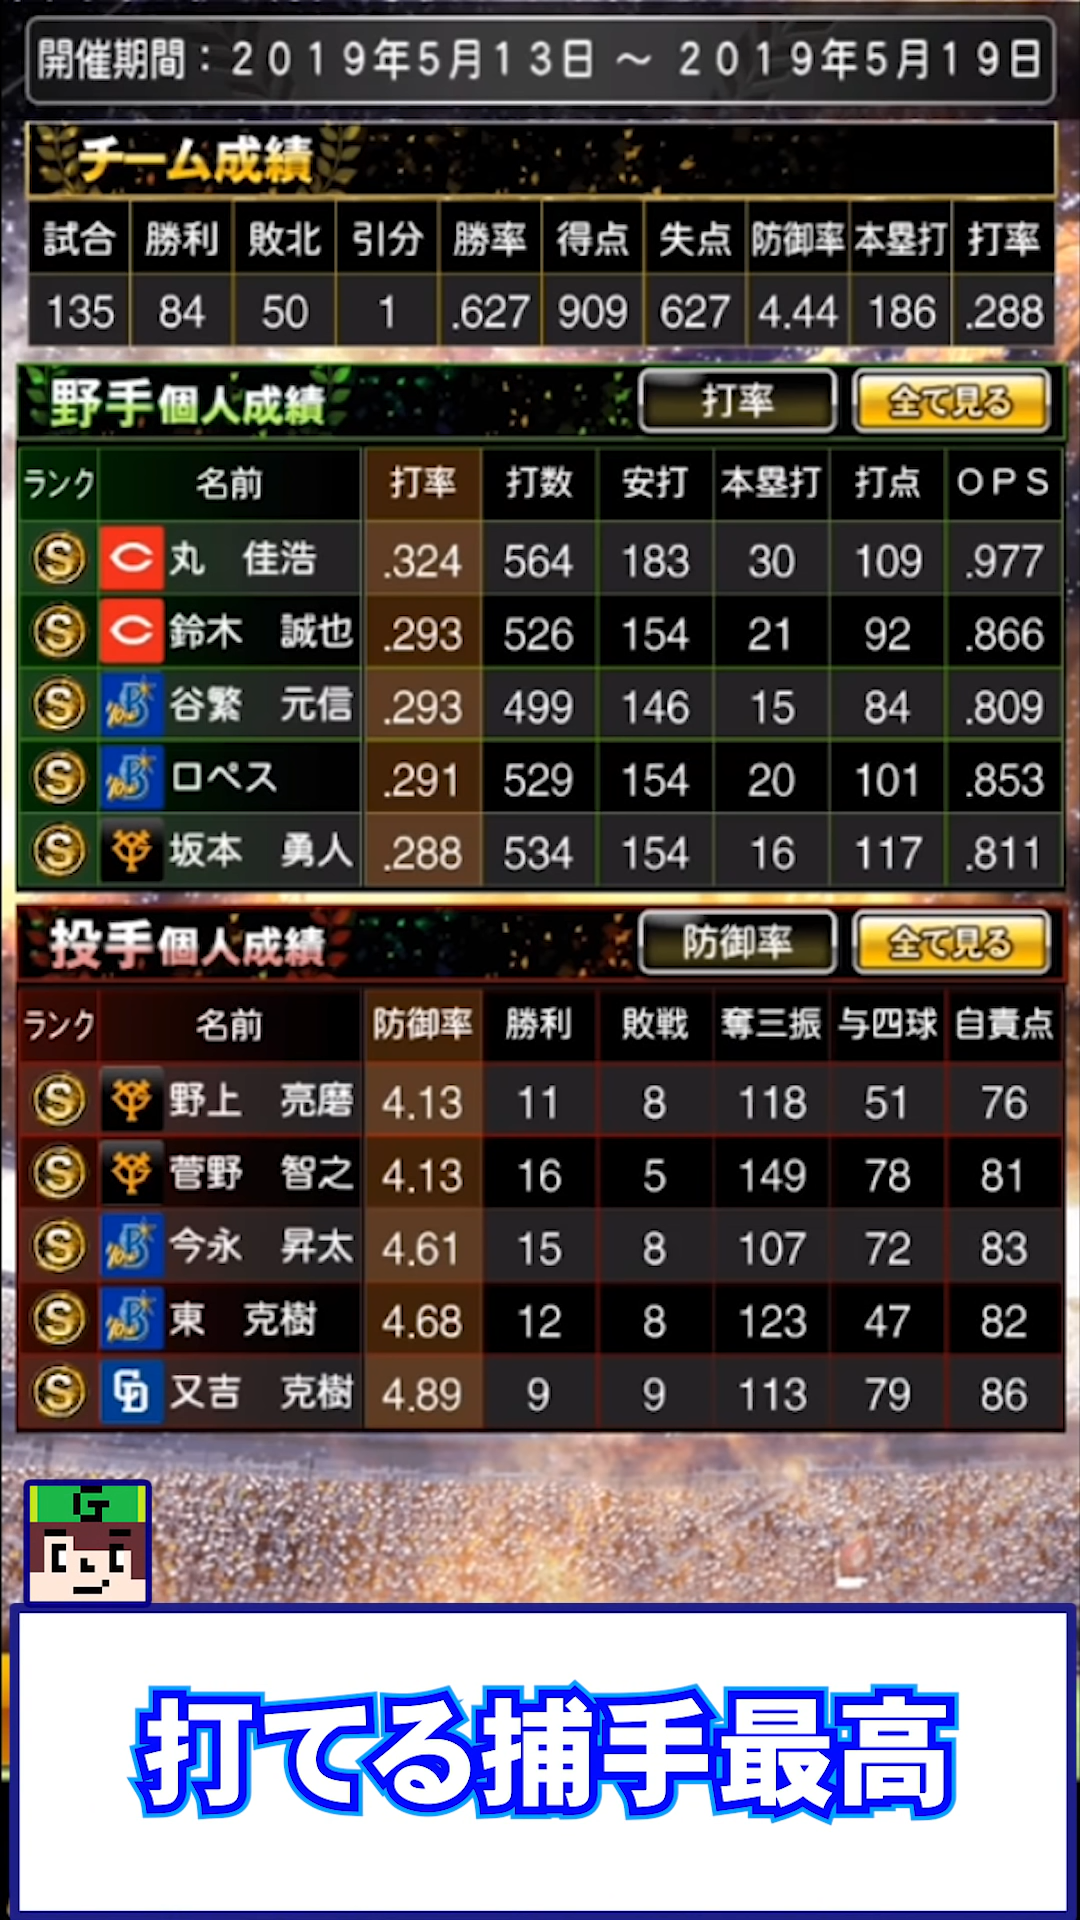 開催期間：２０１９年５月１３日 ～ ２０１９年５月１９日
チーム成績
試合 勝利 敗北 引分 勝率 得点 失点 防御率 本塁打 打率
135 84 50 1 .627 909 627 4.44 186 .288
野手個人成績 打率 全て見る
ランク 名前 打率 打数 安打 本塁打 打点 ＯＰＳ
S C 丸　佳浩 .324 564 183 30 109 .977
S C 鈴木　誠也 .293 526 154 21 92 .866
S B 谷繁　元信 .293 499 146 15 84 .809
S B ロペス .291 529 154 20 101 .853
S YG 坂本　勇人 .288 534 154 16 117 .811
投手個人成績 防御率 全て見る
ランク 名前 防御率 勝利 敗戦 奪三振 与四球 自責点
S YG 野上　亮磨 4.13 11 8 118 51 76
S YG 菅野　智之 4.13 16 5 149 78 81
S B 今永　昇太 4.61 15 8 107 72 83
S B 東　克樹 4.68 12 8 123 47 82
S CD 又吉　克樹 4.89 9 9 113 79 86
G
打てる捕手最高